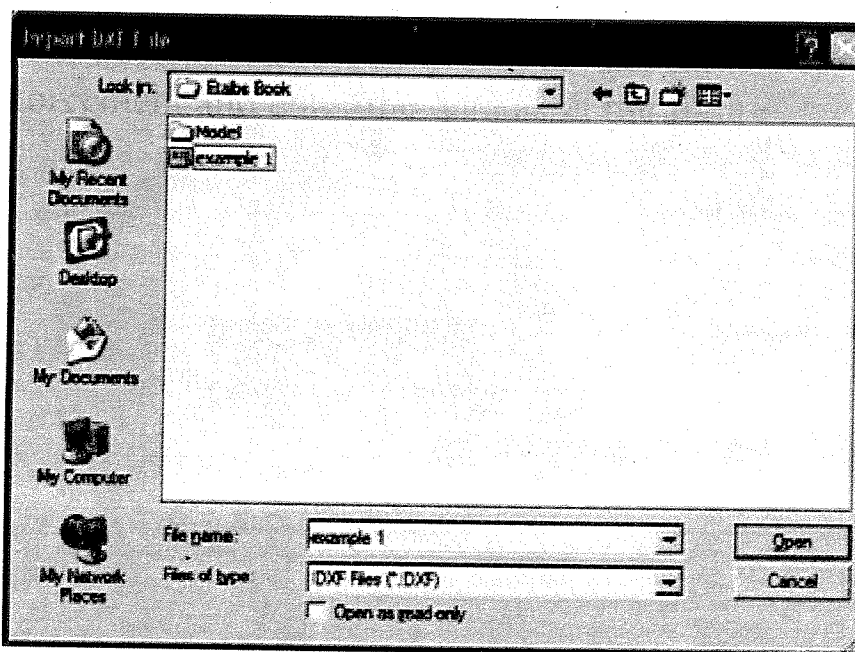 Import DXF File
Look in: Etabs Book
Model
example 1
My Recent
Documents
Desktop
My Documents
My Computer
My Network
Places
File name: example 1
Open
Files of type: DXF Files (*.DXF)
Cancel
Open as read only